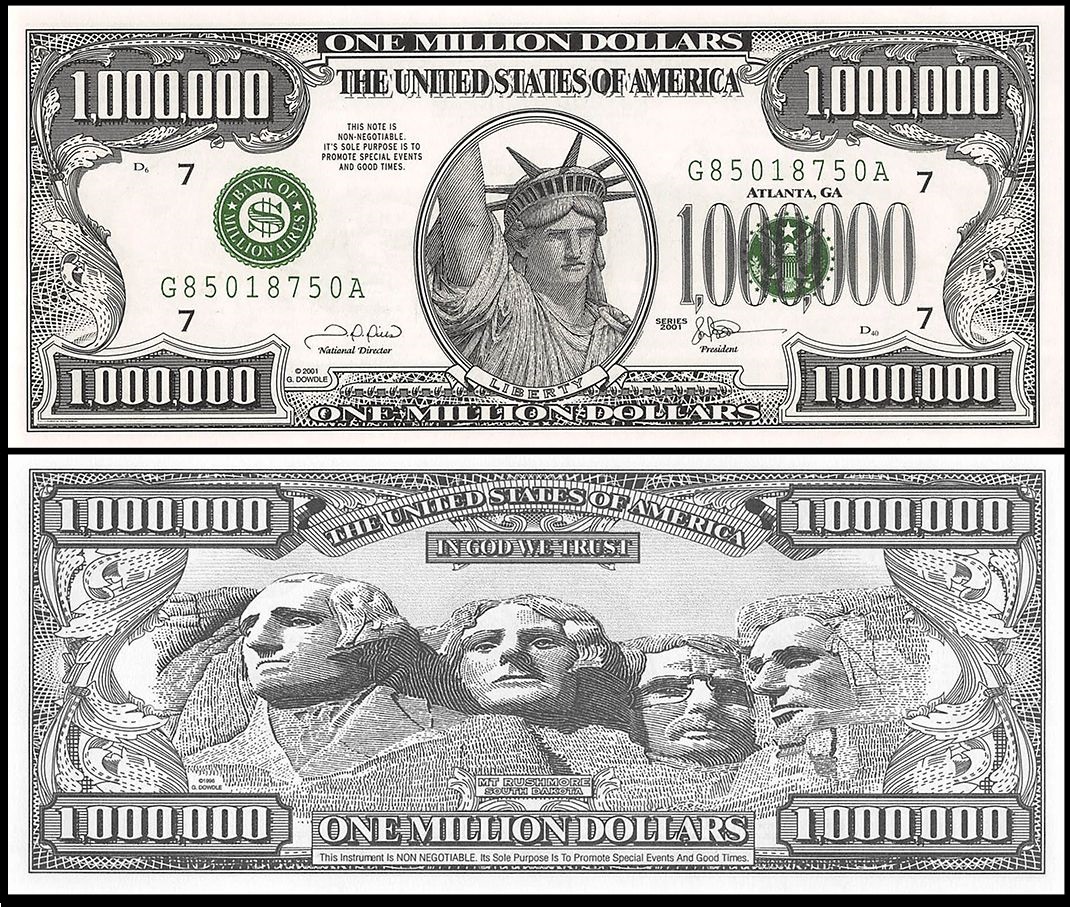 ONE MILLION DOLLARS
1,000,000
THE UNITED STATES OF AMERICA
1,000,000
THIS NOTE IS
NON-NEGOTIABLE.
IT'S SOLE PURPOSE IS TO
PROMOTE SPECIAL EVENTS
AND GOOD TIMES.
D6
7
BANK OF
MILLIONAIRES
$
G85018750A
7
G85018750A
7
ATLANTA, GA
1,000,000
SERIES
2001
National Director
President
D40
7
© 2001
G. DOWDLE
LIBERTY
1,000,000
ONE MILLION DOLLARS
1,000,000
1,000,000
THE UNITED STATES OF AMERICA
1,000,000
IN GOD WE TRUST
©1996
G. DOWDLE
MT RUSHMORE
SOUTH DAKOTA
1,000,000
ONE MILLION DOLLARS
1,000,000
This Instrument Is NON NEGOTIABLE. Its Sole Purpose Is To Promote Special Events And Good Times.